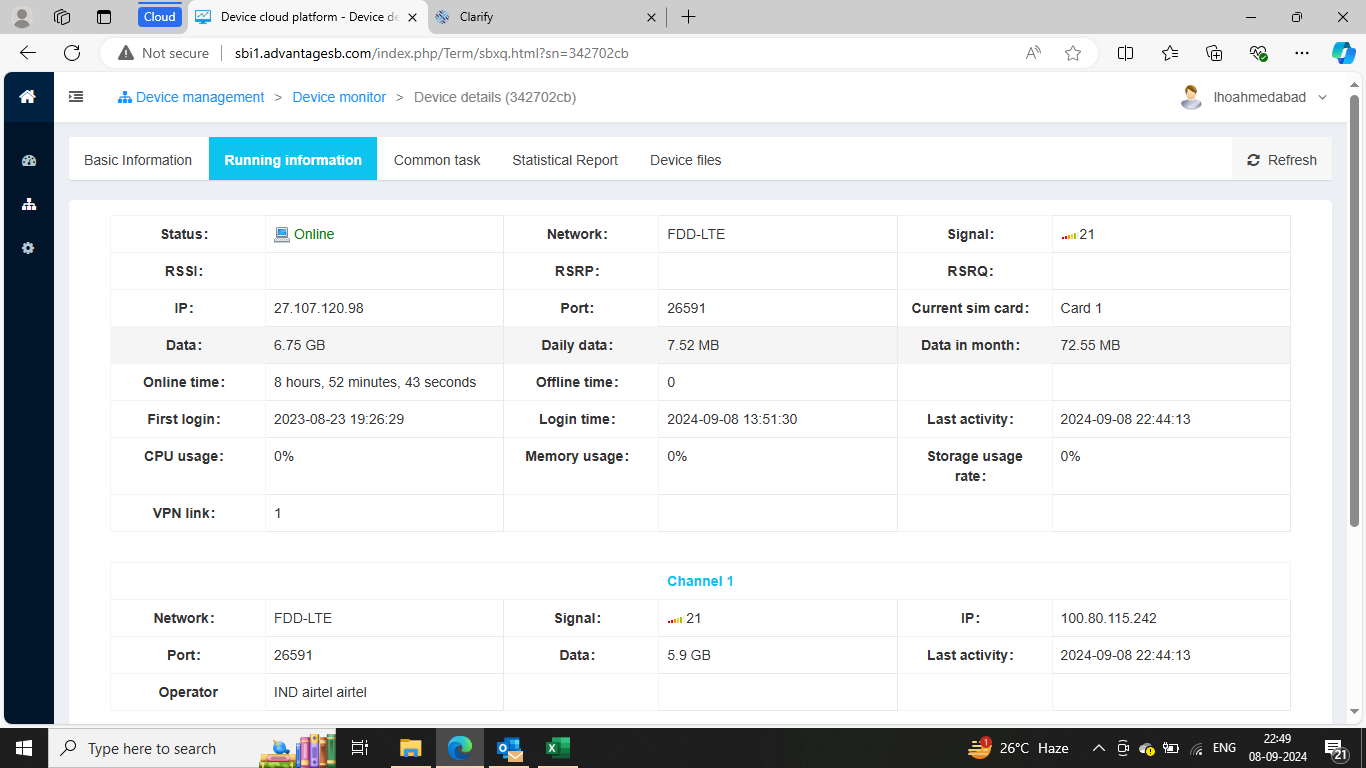 Cloud
Device cloud platform - Device de
Clarify
Not secure
sbi1.advantagesb.com/index.php/Term/sbxq.html?sn=342702cb
Device management > Device monitor > Device details (342702cb)
lhoahmedabad
Basic Information Running information Common task Statistical Report Device files Refresh
Status: Online Network: FDD-LTE Signal: 21
RSSI: RSRP: RSRQ:
IP: 27.107.120.98 Port: 26591 Current sim card: Card 1
Data: 6.75 GB Daily data: 7.52 MB Data in month: 72.55 MB
Online time: 8 hours, 52 minutes, 43 seconds Offline time: 0
First login: 2023-08-23 19:26:29 Login time: 2024-09-08 13:51:30 Last activity: 2024-09-08 22:44:13
CPU usage: 0% Memory usage: 0% Storage usage rate: 0%
VPN link: 1
Channel 1
Network: FDD-LTE Signal: 21 IP: 100.80.115.242
Port: 26591 Data: 5.9 GB Last activity: 2024-09-08 22:44:13
Operator IND airtel airtel
Type here to search
1
26°C Haze
ENG
22:49
08-09-2024
21